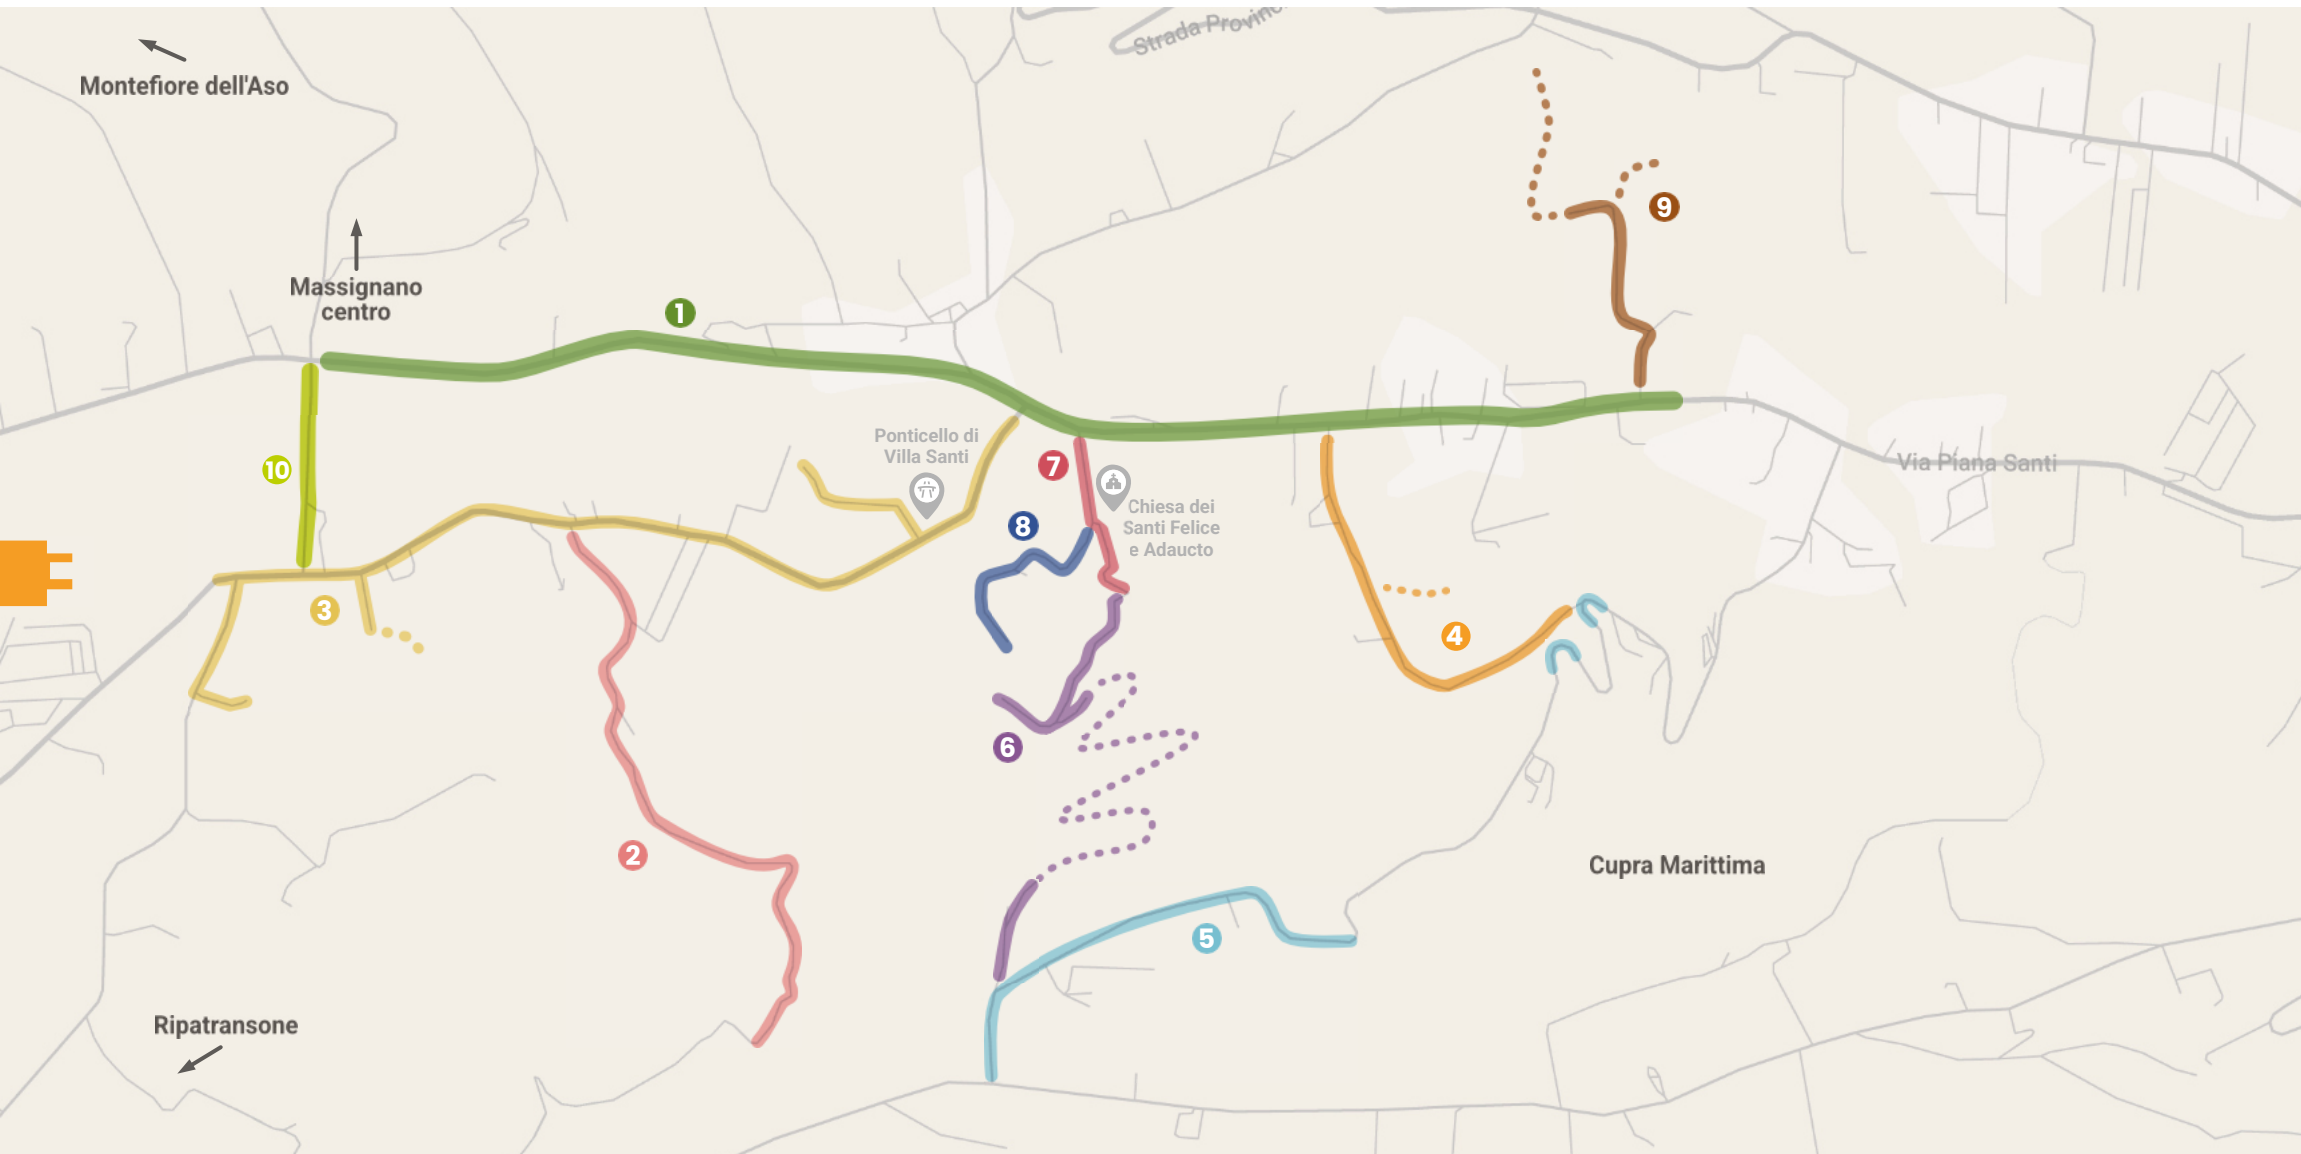 Strada Provinc
Montefiore dell'Aso
9
Massignano
centro
1
Ponticello di
Villa Santi
7
10
Via Piana Santi
Chiesa dei
Santi Felice
e Adaucto
8
3
4
6
2
Cupra Marittima
5
Ripatransone